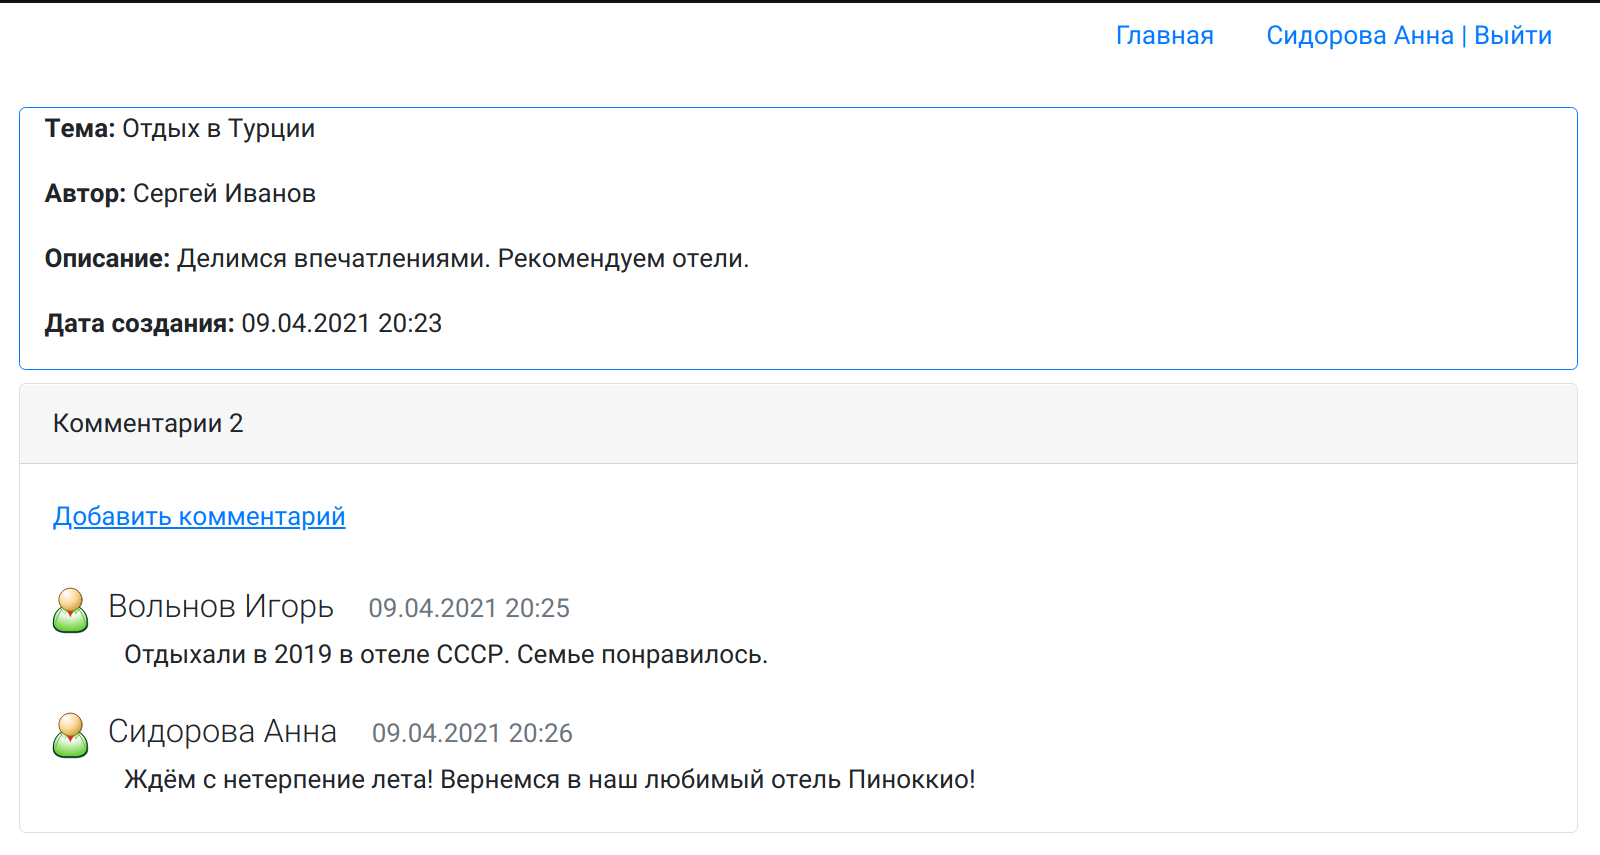 Главная Сидорова Анна | Выйти
Тема: Отдых в Турции
Автор: Сергей Иванов
Описание: Делимся впечатлениями. Рекомендуем отели.
Дата создания: 09.04.2021 20:23
Комментарии 2
Добавить комментарий
Вольнов Игорь 09.04.2021 20:25
Отдыхали в 2019 в отеле СССР. Семье понравилось.
Сидорова Анна 09.04.2021 20:26
Ждём с нетерпение лета! Вернемся в наш любимый отель Пиноккио!